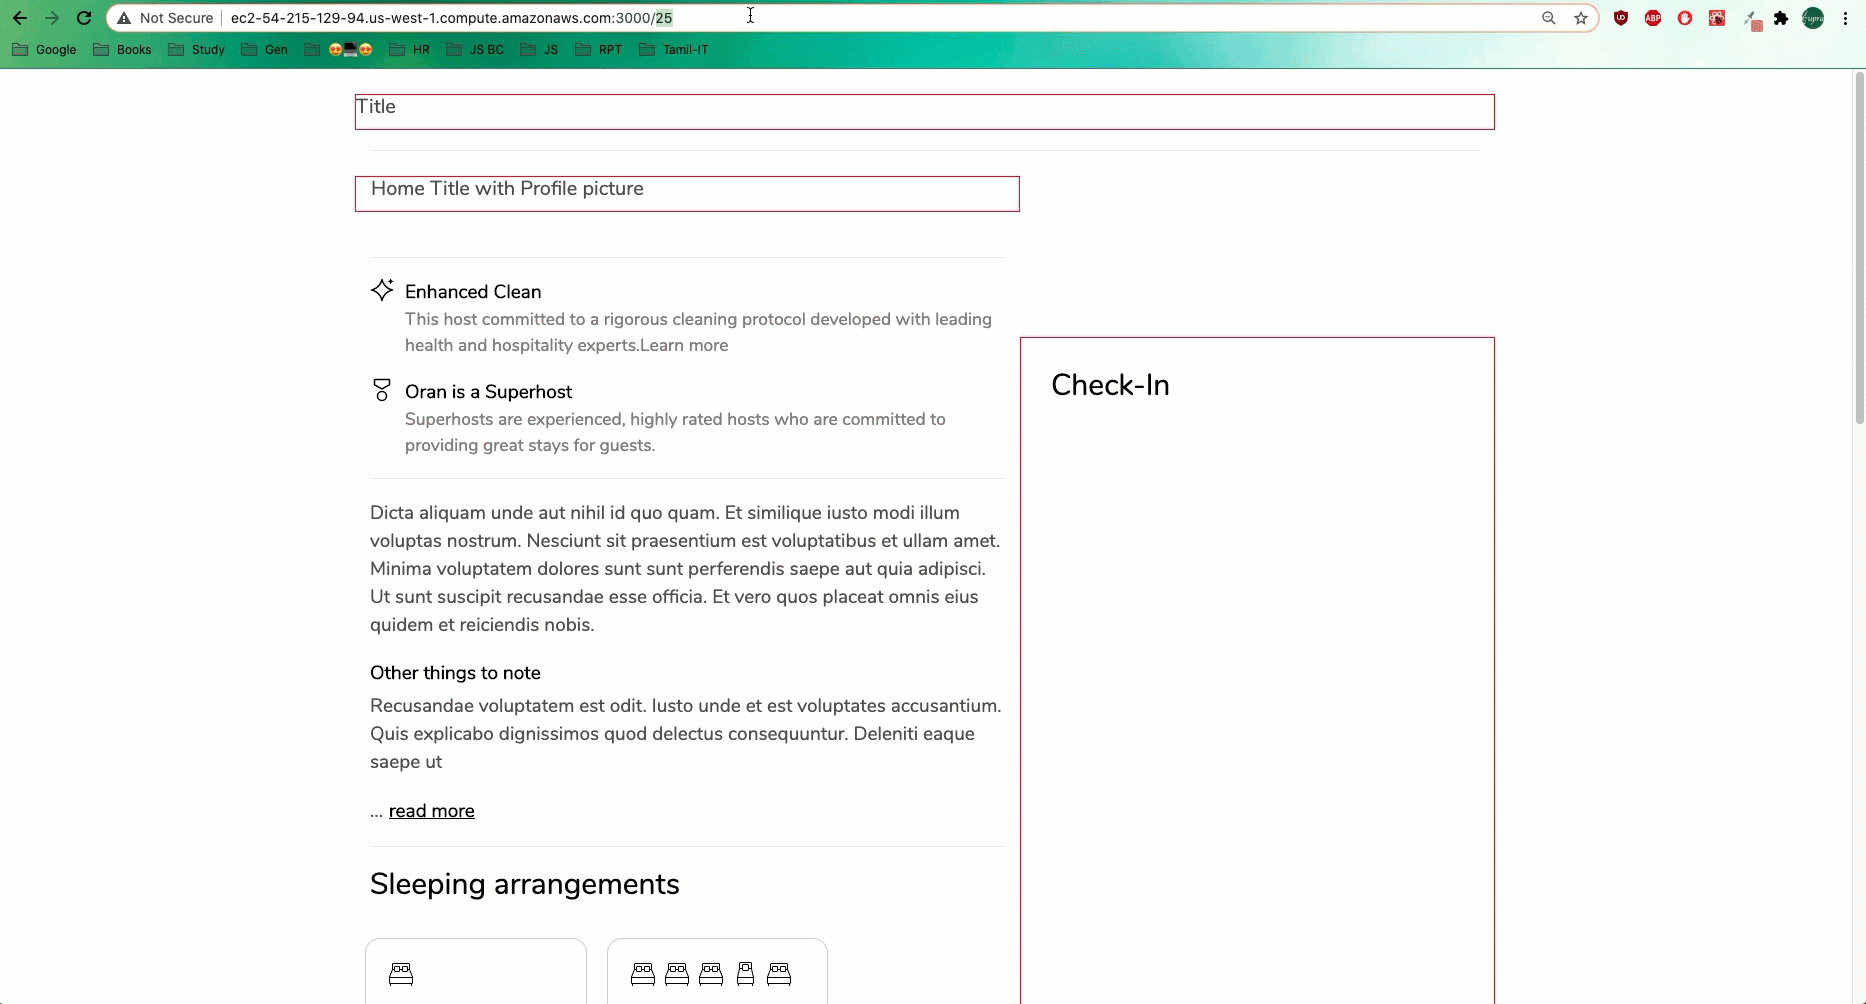 Not Secure ec2-54-215-129-94.us-west-1.compute.amazonaws.com:3000/25
ABP
Google Books Study Gen 😍💻😍 HR JS BC JS RPT Tamil-IT
Title
Home Title with Profile picture
Enhanced Clean
This host committed to a rigorous cleaning protocol developed with leading
health and hospitality experts.Learn more
Oran is a Superhost
Superhosts are experienced, highly rated hosts who are committed to
providing great stays for guests.
Check-In
Dicta aliquam unde aut nihil id quo quam. Et similique iusto modi illum
voluptas nostrum. Nesciunt sit praesentium est voluptatibus et ullam amet.
Minima voluptatem dolores sunt sunt perferendis saepe aut quia adipisci.
Ut sunt suscipit recusandae esse officia. Et vero quos placeat omnis eius
quidem et reiciendis nobis.
Other things to note
Recusandae voluptatem est odit. Iusto unde et est voluptates accusantium.
Quis explicabo dignissimos quod delectus consequuntur. Deleniti eaque
saepe ut
... read more
Sleeping arrangements